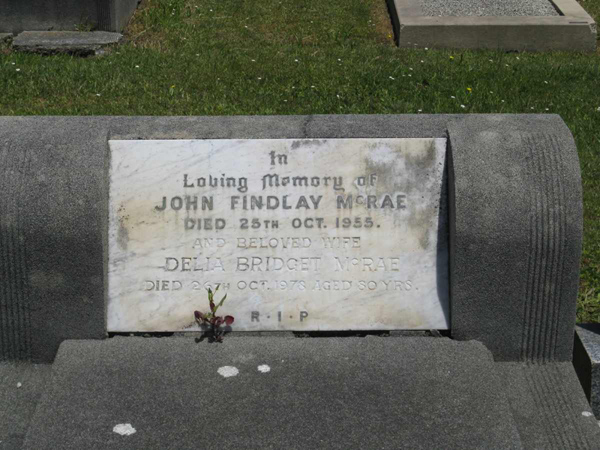 In
Loving Memory of
JOHN FINDLAY McRAE
DIED 25TH OCT. 1955.
AND BELOVED WIFE
DELIA BRIDGET McRAE
DIED 26TH OCT. 1978 AGED 80 YRS.
R·I·P